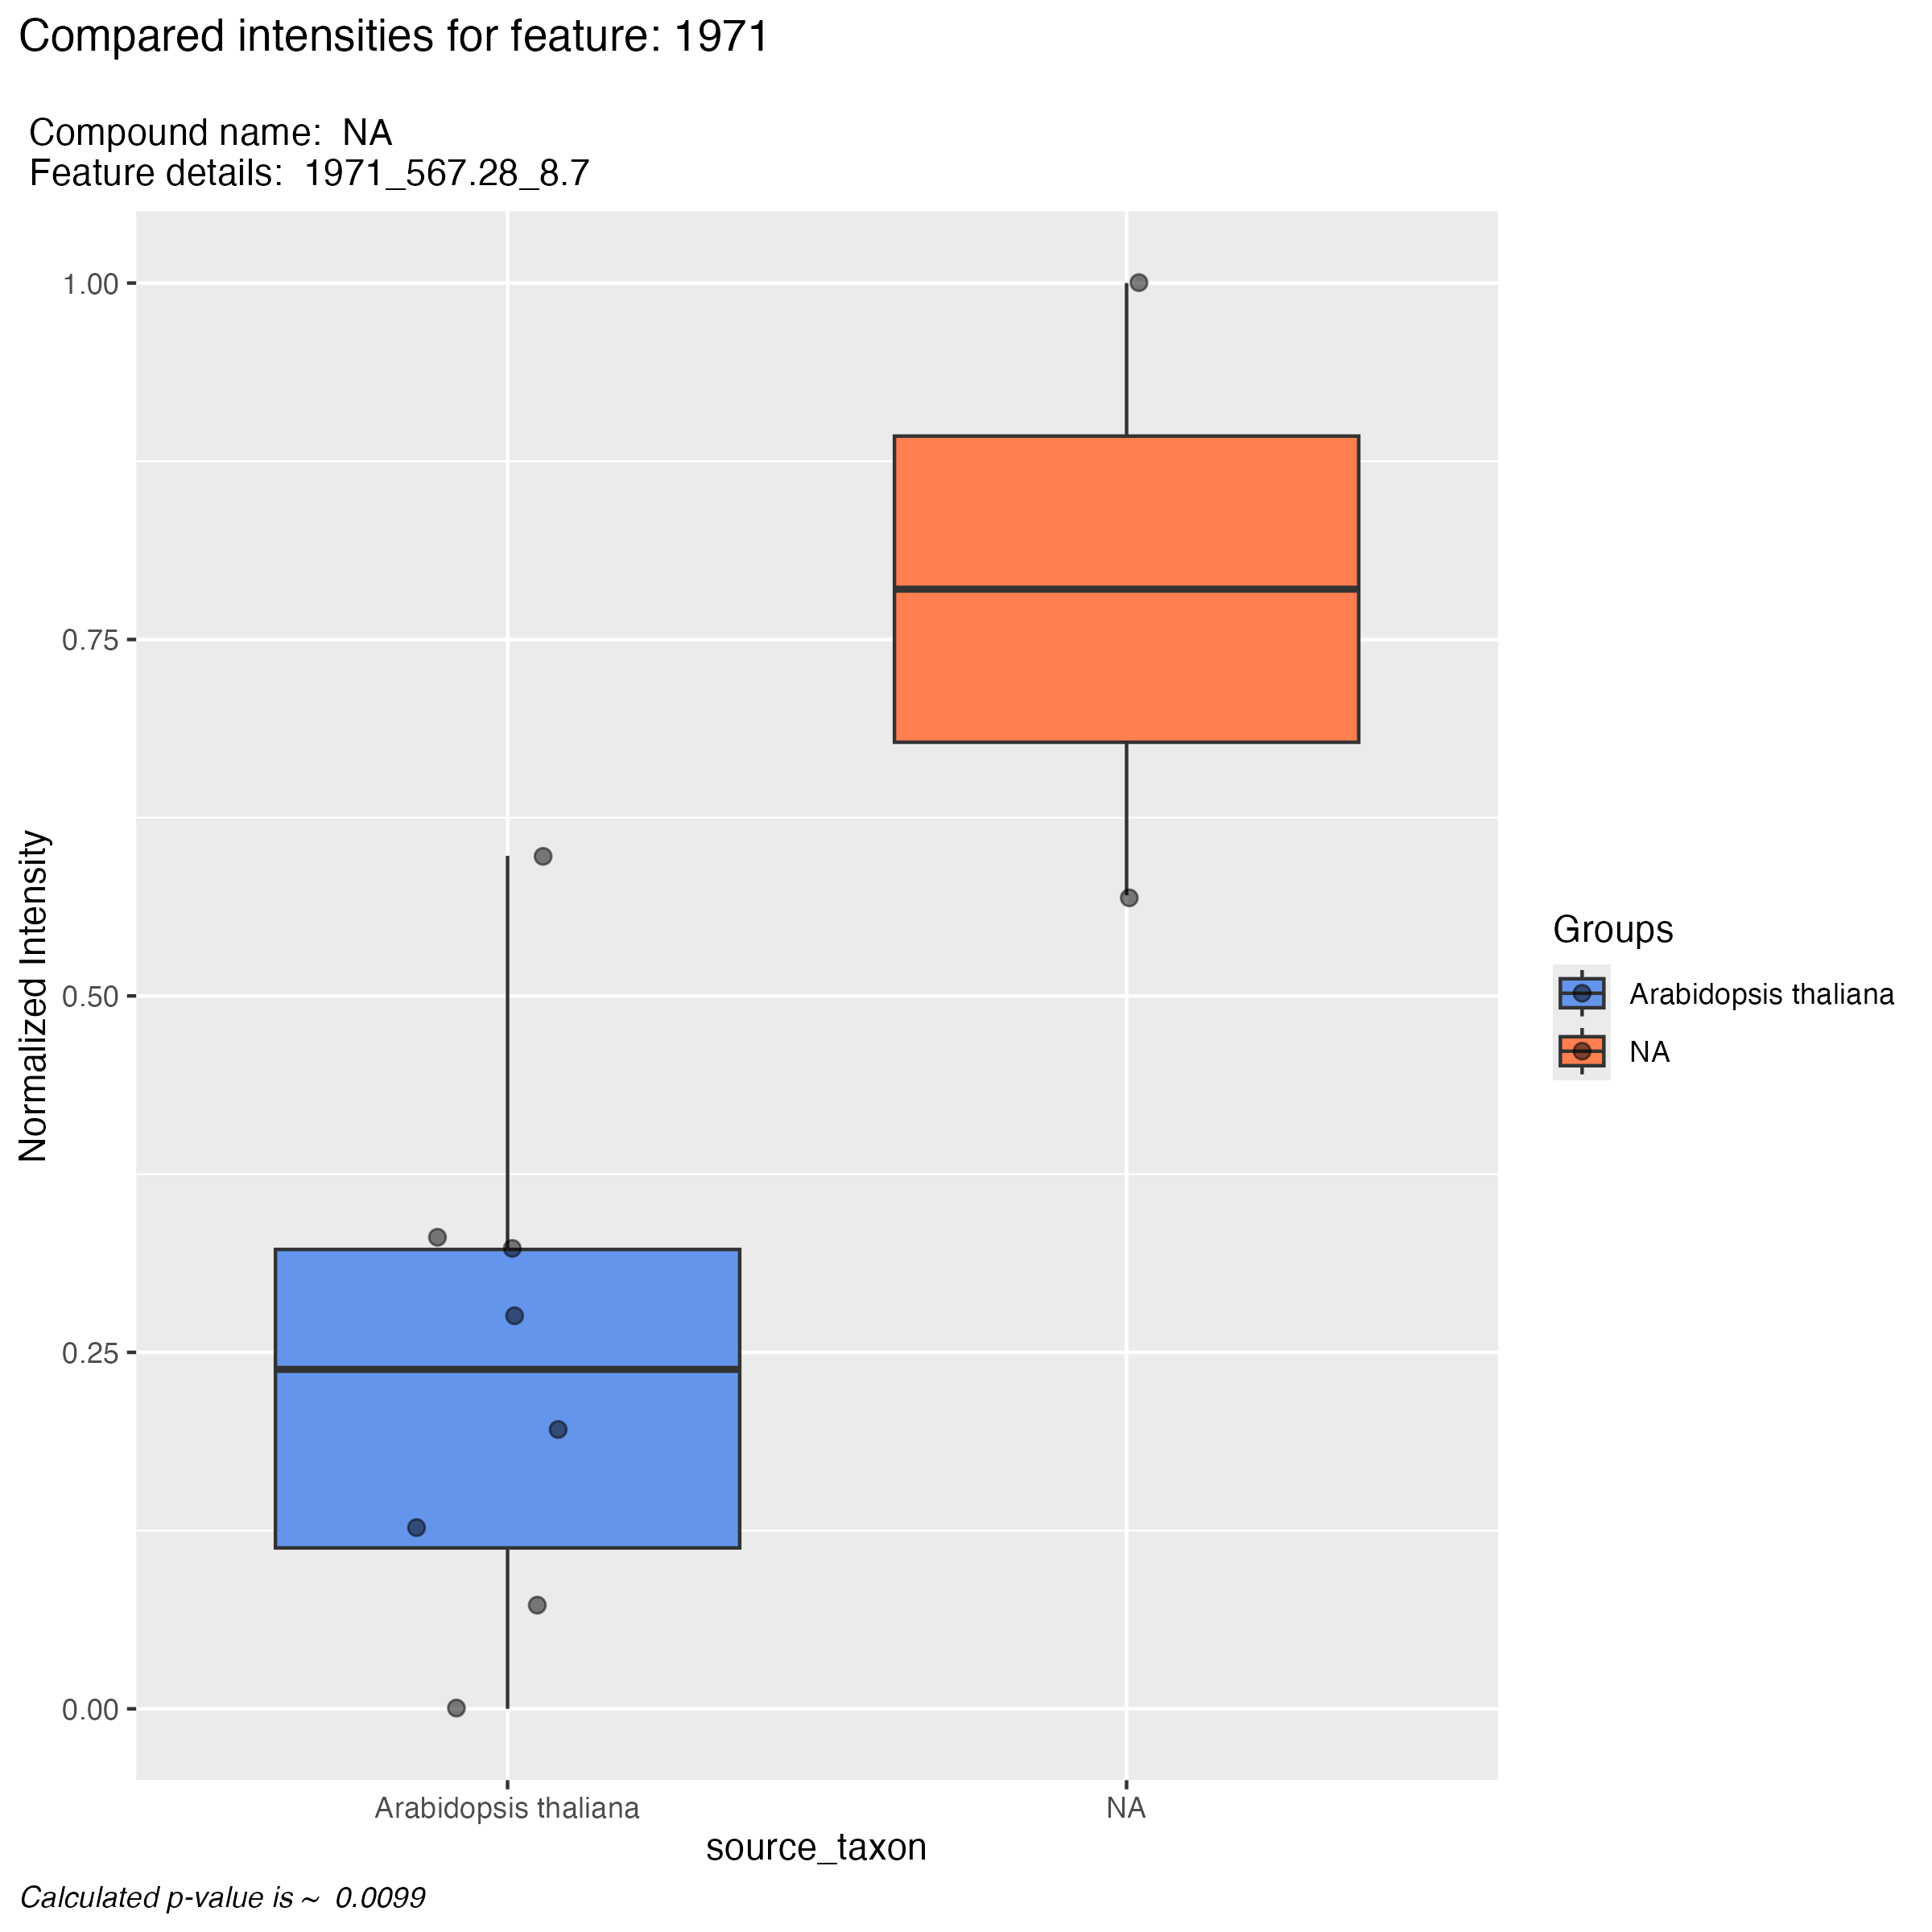 Compared intensities for feature: 1971
Compound name: NA
Feature details: 1971_567.28_8.7
1.00
0.75
0.50
0.25
0.00
Normalized Intensity
Arabidopsis thaliana
NA
source_taxon
Groups
Arabidopsis thaliana
NA
Calculated p-value is ~ 0.0099